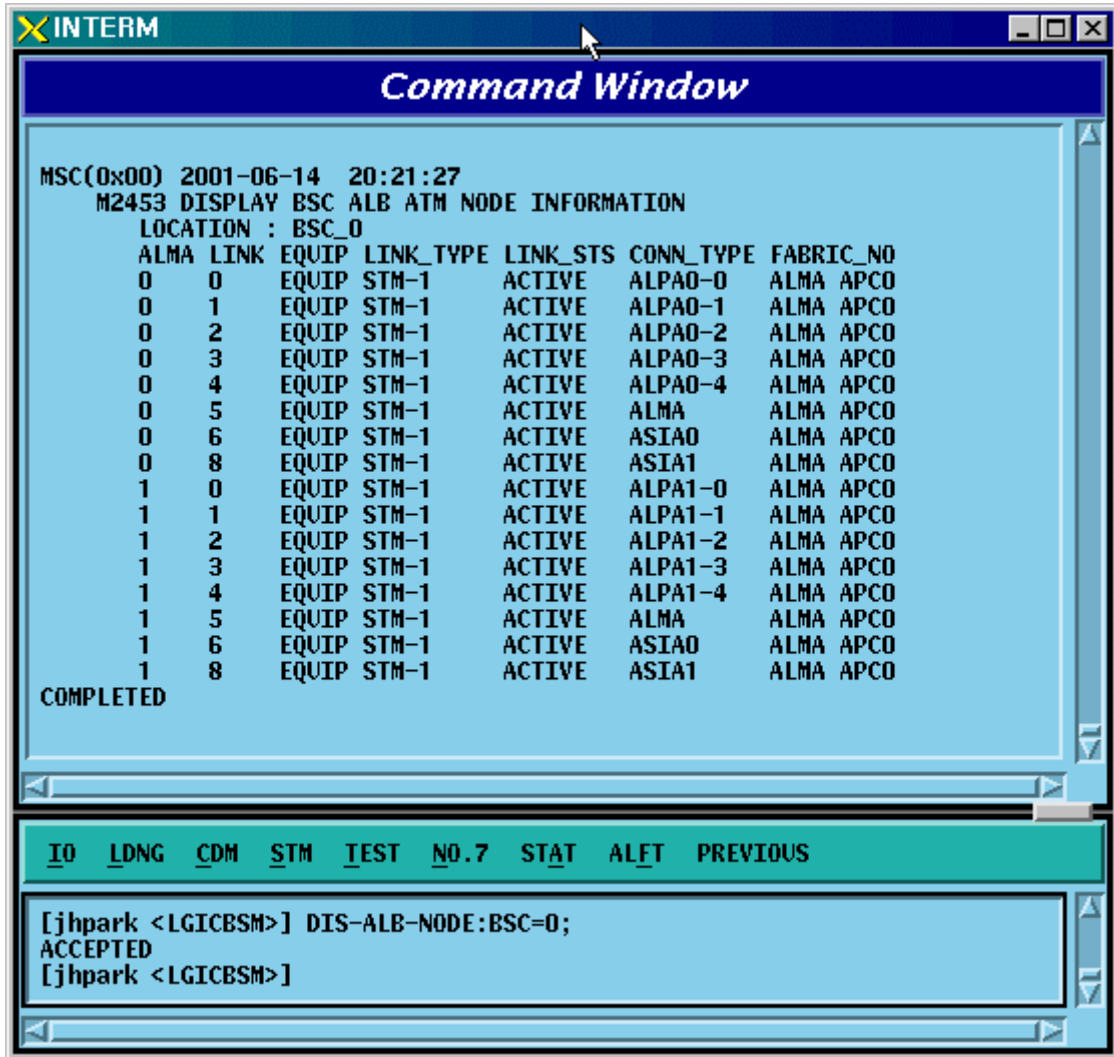 INTERM
Command Window
MSC(0x00) 2001-06-14 20:21:27
M2453 DISPLAY BSC ALB ATM NODE INFORMATION
LOCATION : BSC_0
ALMA LINK EQUIP LINK_TYPE LINK_STS CONN_TYPE FABRIC_NO
0 0 EQUIP STM-1 ACTIVE ALPA0-0 ALMA APC0
0 1 EQUIP STM-1 ACTIVE ALPA0-1 ALMA APC0
0 2 EQUIP STM-1 ACTIVE ALPA0-2 ALMA APC0
0 3 EQUIP STM-1 ACTIVE ALPA0-3 ALMA APC0
0 4 EQUIP STM-1 ACTIVE ALPA0-4 ALMA APC0
0 5 EQUIP STM-1 ACTIVE ALMA ALMA APC0
0 6 EQUIP STM-1 ACTIVE ASIA0 ALMA APC0
0 8 EQUIP STM-1 ACTIVE ASIA1 ALMA APC0
1 0 EQUIP STM-1 ACTIVE ALPA1-0 ALMA APC0
1 1 EQUIP STM-1 ACTIVE ALPA1-1 ALMA APC0
1 2 EQUIP STM-1 ACTIVE ALPA1-2 ALMA APC0
1 3 EQUIP STM-1 ACTIVE ALPA1-3 ALMA APC0
1 4 EQUIP STM-1 ACTIVE ALPA1-4 ALMA APC0
1 5 EQUIP STM-1 ACTIVE ALMA ALMA APC0
1 6 EQUIP STM-1 ACTIVE ASIA0 ALMA APC0
1 8 EQUIP STM-1 ACTIVE ASIA1 ALMA APC0
COMPLETED
IO LDNG CDM STM TEST NO.7 STAT ALFT PREVIOUS
[jhpark <LGICBSM>] DIS-ALB-NODE:BSC=0;
ACCEPTED
[jhpark <LGICBSM>]